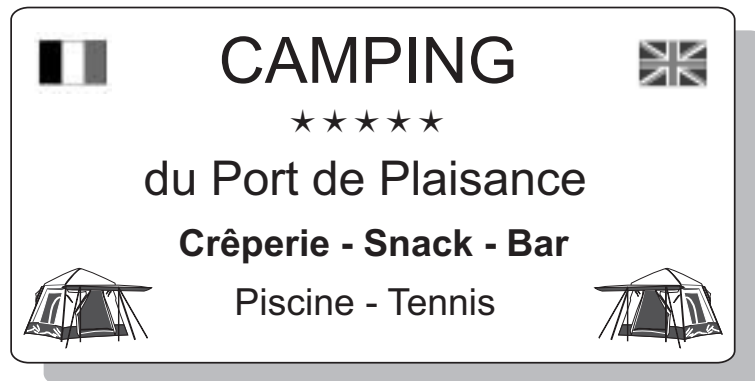 CAMPING
★★★★★
du Port de Plaisance
Crêperie - Snack - Bar
Piscine - Tennis